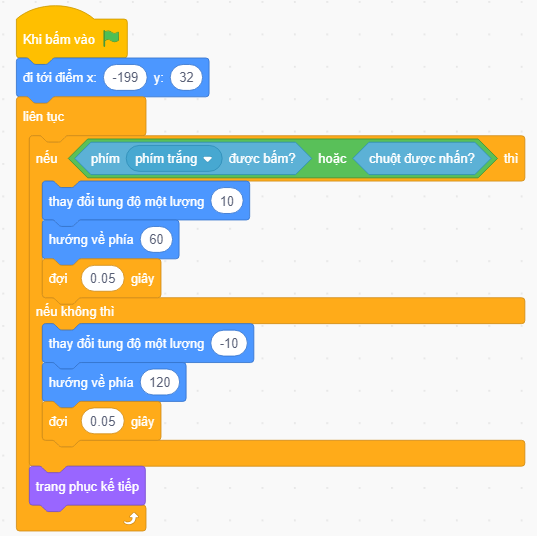 Khi bấm vào
đi tới điểm x: -199 y: 32
liên tục
nếu phím phím trắng được bấm? hoặc chuột được nhấn? thì
thay đổi tung độ một lượng 10
hướng về phía 60
đợi 0.05 giây
nếu không thì
thay đổi tung độ một lượng -10
hướng về phía 120
đợi 0.05 giây
trang phục kế tiếp